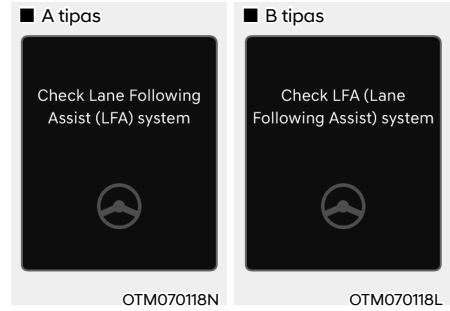 ■ A tipas
Check Lane Following
Assist (LFA) system
OTM070118N
■ B tipas
Check LFA (Lane
Following Assist) system
OTM070118L